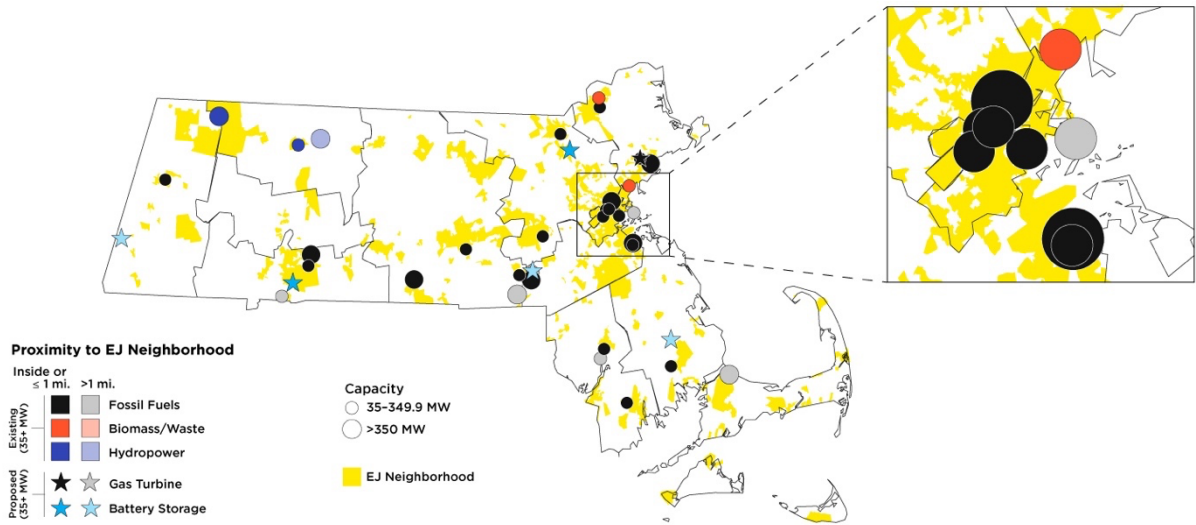 Proximity to EJ Neighborhood
Inside or
≤ 1 mi. >1 mi.
Existing
(35+ MW)
Fossil Fuels
Biomass/Waste
Hydropower
Proposed
(35+ MW)
Gas Turbine
Battery Storage
Capacity
35–349.9 MW
>350 MW
EJ Neighborhood